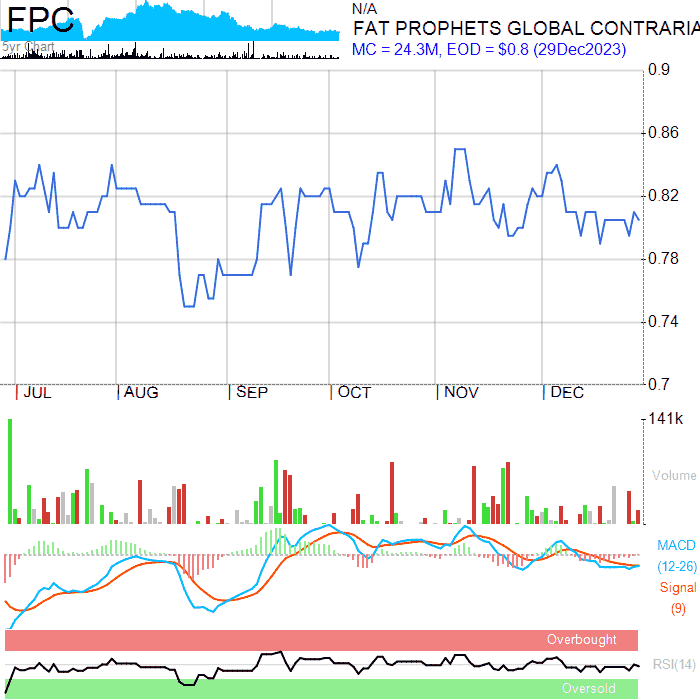 FPC
5yr Chart
N/A
FAT PROPHETS GLOBAL CONTRARIA
MC = 24.3M, EOD = $0.8 (29Dec2023)
0.9
0.86
0.82
0.78
0.74
0.7
JUL AUG SEP OCT NOV DEC
141k
Volume
MACD
(12-26)
Signal
(9)
Overbought
RSI(14)
Oversold